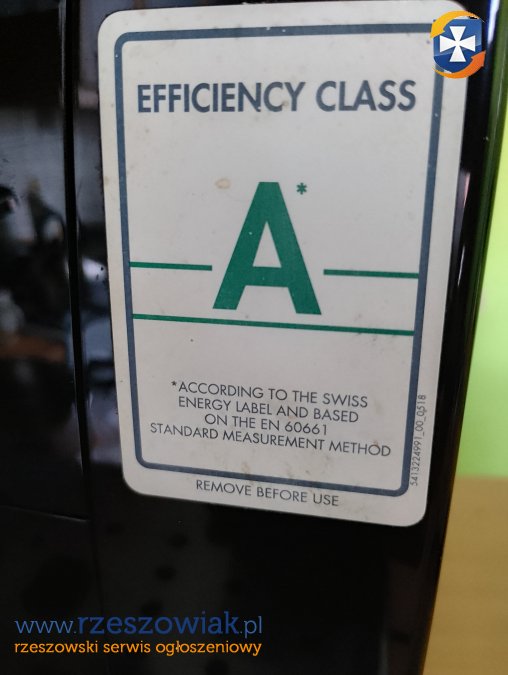 EFFICIENCY CLASS
A*
*ACCORDING TO THE SWISS
ENERGY LABEL AND BASED
ON THE EN 60661
STANDARD MEASUREMENT METHOD
REMOVE BEFORE USE
5413224991_00_0518
www.rzeszowiak.pl
rzeszowski serwis ogłoszeniowy